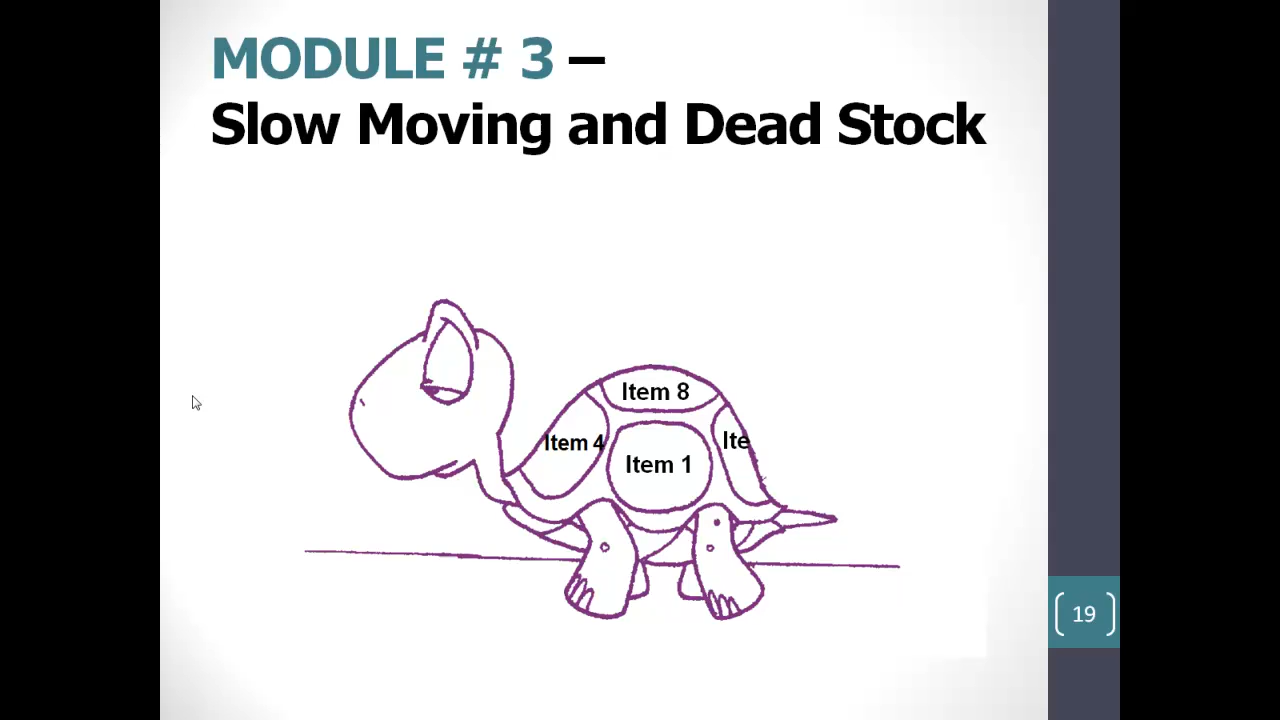 MODULE # 3 –
Slow Moving and Dead Stock
Item 8
Item 4
Ite
Item 1
19